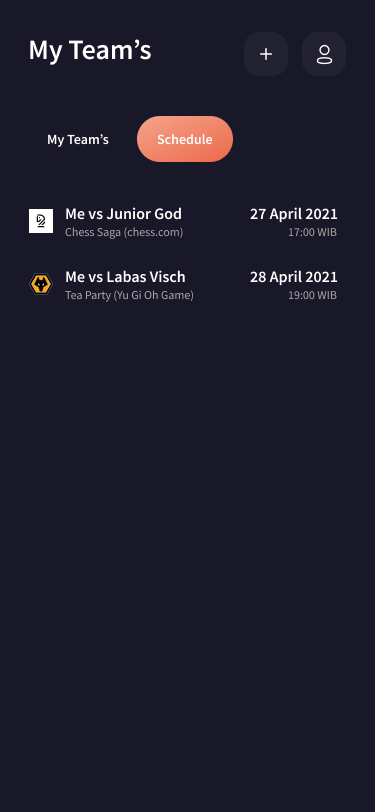 My Team’s
My Team’s
Schedule
Me vs Junior God
27 April 2021
Chess Saga (chess.com)
17:00 WIB
Me vs Labas Visch
28 April 2021
Tea Party (Yu Gi Oh Game)
19:00 WIB